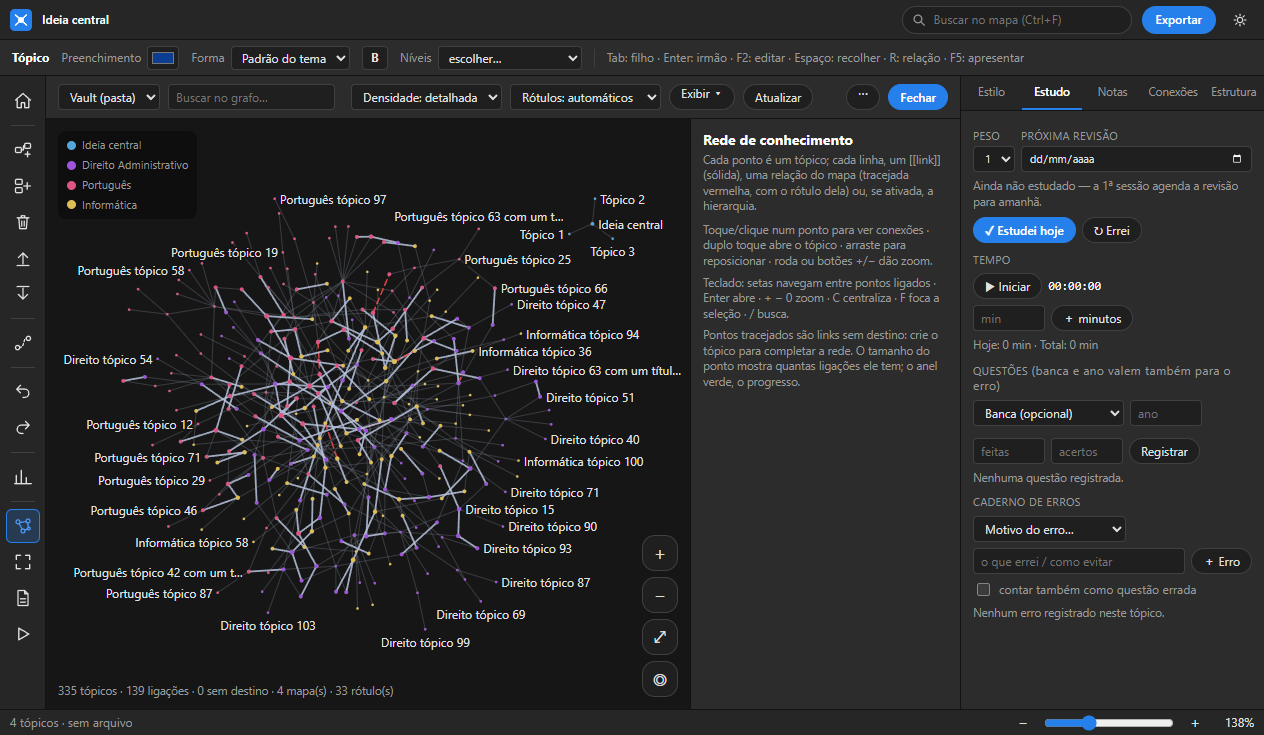 Ideia central
Buscar no mapa (Ctrl+F)
Exportar
Tópico
Preenchimento
Forma
Padrão do tema
B
Níveis
escolher...
Tab: filho · Enter: irmão · F2: editar · Espaço: recolher · R: relação · F5: apresentar
Vault (pasta)
Buscar no grafo...
Densidade: detalhada
Rótulos: automáticos
Exibir
Atualizar
...
Fechar
Ideia central
Direito Administrativo
Português
Informática
Português tópico 97
Tópico 2
Português tópico 63 com um t...
Ideia central
Tópico 1
Tópico 3
Português tópico 19
Português tópico 25
Português tópico 58
Português tópico 66
Direito tópico 47
Informática tópico 94
Informática tópico 36
Direito tópico 54
Direito tópico 63 com um títul...
Direito tópico 51
Português tópico 12
Direito tópico 40
Português tópico 71
Informática tópico 100
Português tópico 29
Direito tópico 71
Português tópico 46
Direito tópico 15
Direito tópico 90
Informática tópico 58
Direito tópico 93
Português tópico 42 com um t...
Direito tópico 87
Português tópico 87
Direito tópico 69
Direito tópico 103
Direito tópico 99
+
−
335 tópicos · 139 ligações · 0 sem destino · 4 mapa(s) · 33 rótulo(s)
Rede de conhecimento
Cada ponto é um tópico; cada linha, um [[link]]
(sólida), uma relação do mapa (tracejada
vermelha, com o rótulo dela) ou, se ativada, a
hierarquia.
Toque/clique num ponto para ver conexões ·
duplo toque abre o tópico · arraste para
reposicionar · roda ou botões +/− dão zoom.
Teclado: setas navegam entre pontos ligados ·
Enter abre · + − 0 zoom · C centraliza · F foca a
seleção · / busca.
Pontos tracejados são links sem destino: crie o
tópico para completar a rede. O tamanho do
ponto mostra quantas ligações ele tem; o anel
verde, o progresso.
Estilo
Estudo
Notas
Conexões
Estrutura
PESO
PRÓXIMA REVISÃO
1
dd/mm/aaaa
Ainda não estudado — a 1ª sessão agenda a revisão
para amanhã.
✓ Estudei hoje
↻ Errei
TEMPO
▶ Iniciar
00:00:00
min
+ minutos
Hoje: 0 min · Total: 0 min
QUESTÕES (banca e ano valem também para o
erro)
Banca (opcional)
ano
feitas
acertos
Registrar
Nenhuma questão registrada.
CADERNO DE ERROS
Motivo do erro...
o que errei / como evitar
+ Erro
contar também como questão errada
Nenhum erro registrado neste tópico.
4 tópicos · sem arquivo
−
+
138%